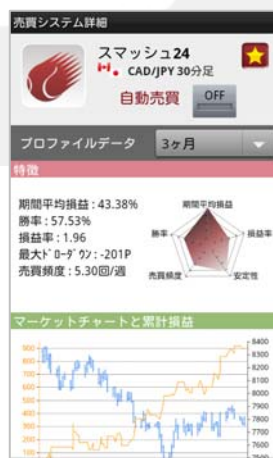 売買システム詳細
スマッシュ24
CAD/JPY 30分足
自動売買 OFF
プロファイルデータ 3ヶ月
特徴
期間平均損益 : 43.38%
勝率 : 57.53%
損益率 : 1.96
最大ドローダウン : -201P
売買頻度 : 5.30回/週
期間平均損益
勝率
損益率
売買頻度
安定性
マーケットチャートと累計損益
900
800
700
600
500
400
300
200
100
8400
8300
8200
8100
8000
7900
7800
7700
7600
7500